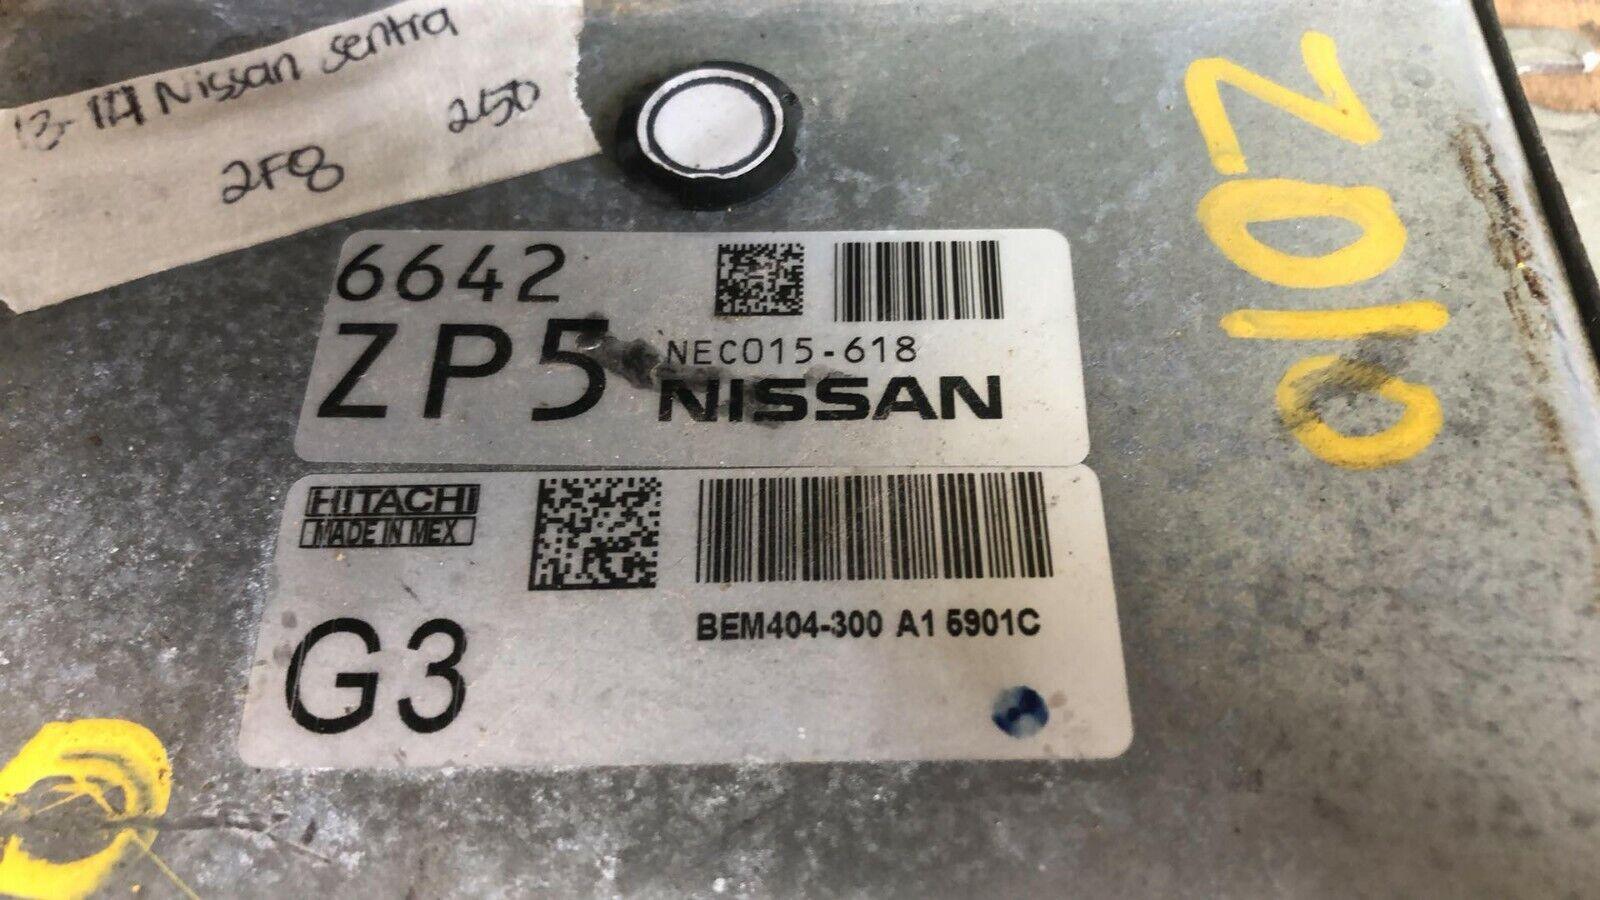 13-14 Nissan Sentra
2F8
250
6642
ZP5
NEC015-618
NISSAN
HITACHI
MADE IN MEX
G3
BEM404-300 A1 5901C
Z010